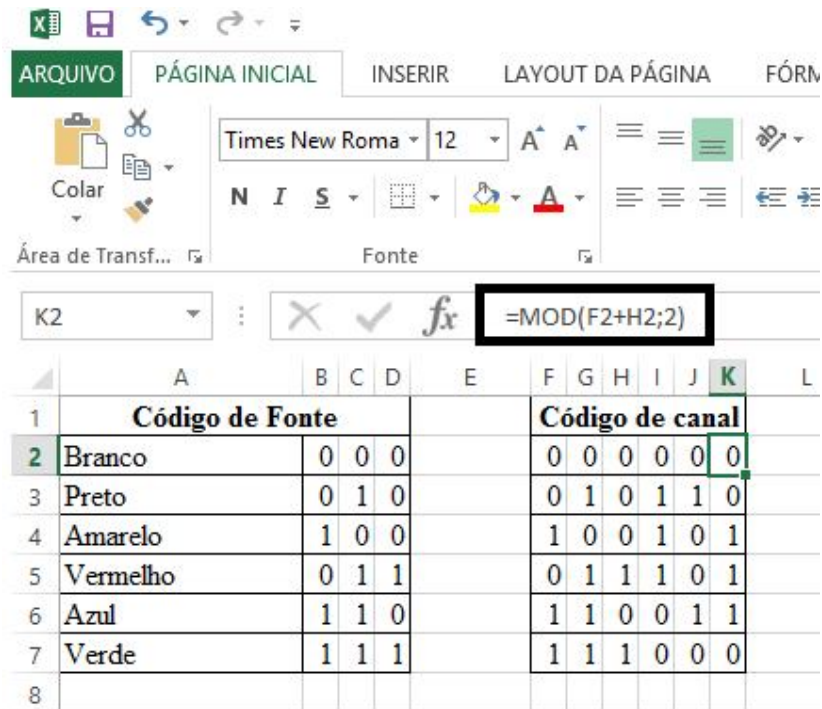 ARQUIVO PÁGINA INICIAL INSERIR LAYOUT DA PÁGINA
Colar Times New Roma 12 A A
N I S A
Área de Transf... Fonte
K2 fx =MOD(F2+H2;2)
A B C D E F G H I J K L
1 Código de Fonte Código de canal
2 Branco 0 0 0 0 0 0 0 0 0
3 Preto 0 1 0 0 1 0 1 1 0
4 Amarelo 1 0 0 1 0 0 1 0 1
5 Vermelho 0 1 1 0 1 1 1 0 1
6 Azul 1 1 0 1 1 0 0 1 1
7 Verde 1 1 1 1 1 1 0 0 0
8